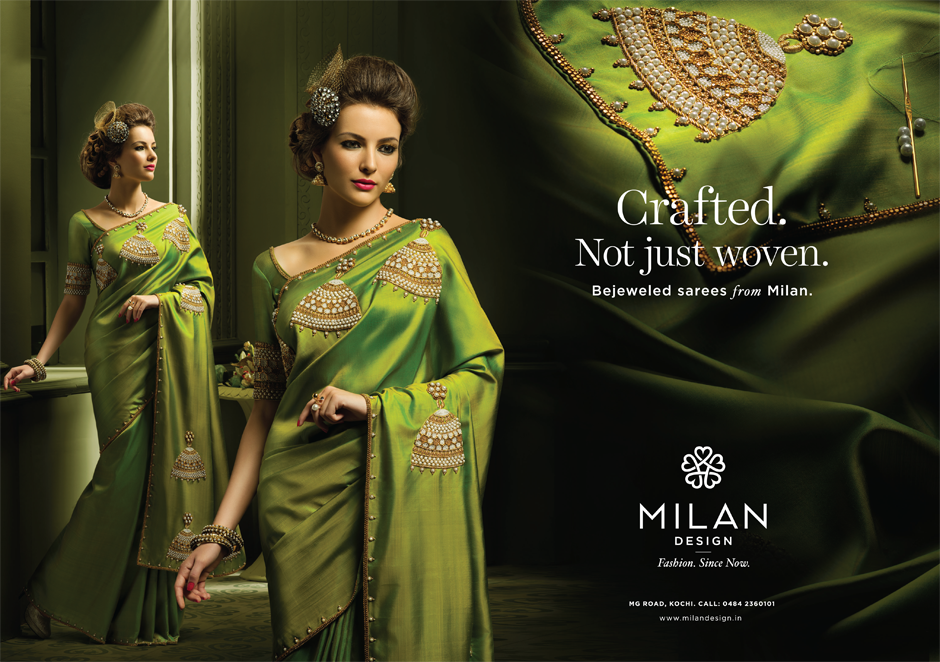 Crafted.
Not just woven.
Bejeweled sarees from Milan.
MILAN
DESIGN
Fashion. Since Now.
MG ROAD, KOCHI. CALL: 0484 2360101
www.milandesign.in